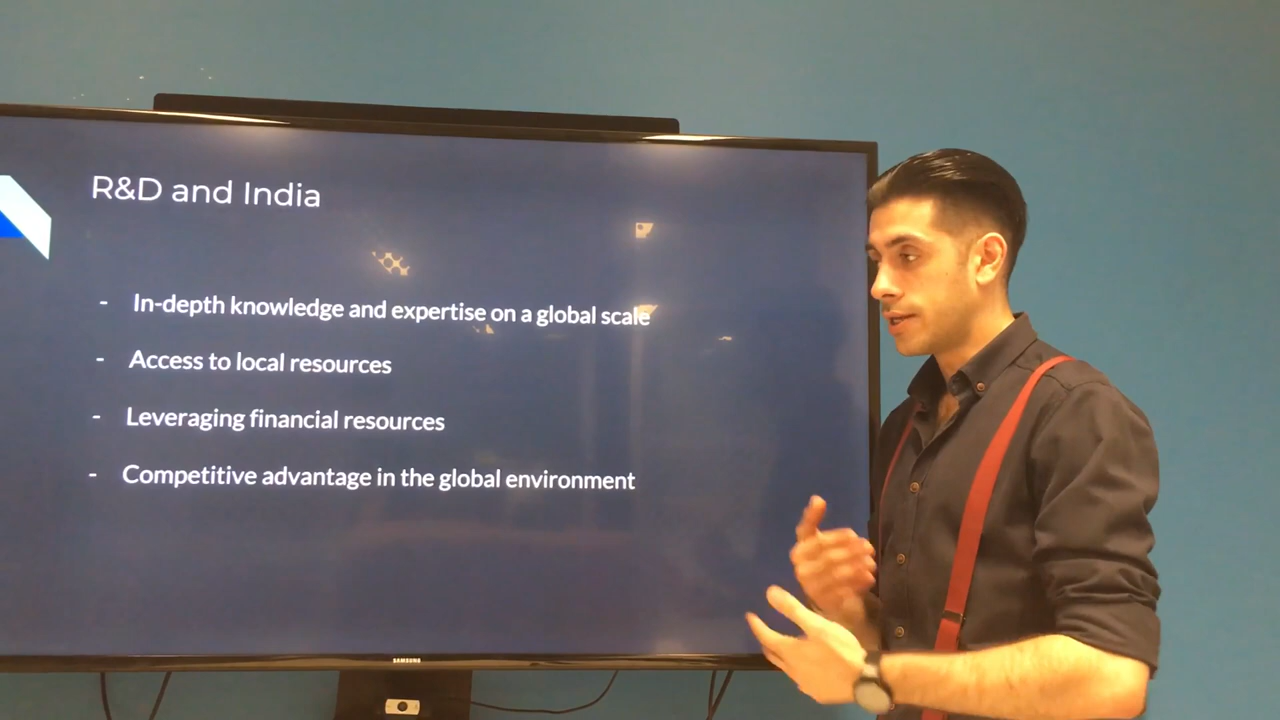 R&D and India
- In-depth knowledge and expertise on a global scale
- Access to local resources
- Leveraging financial resources
- Competitive advantage in the global environment
SAMSUNG